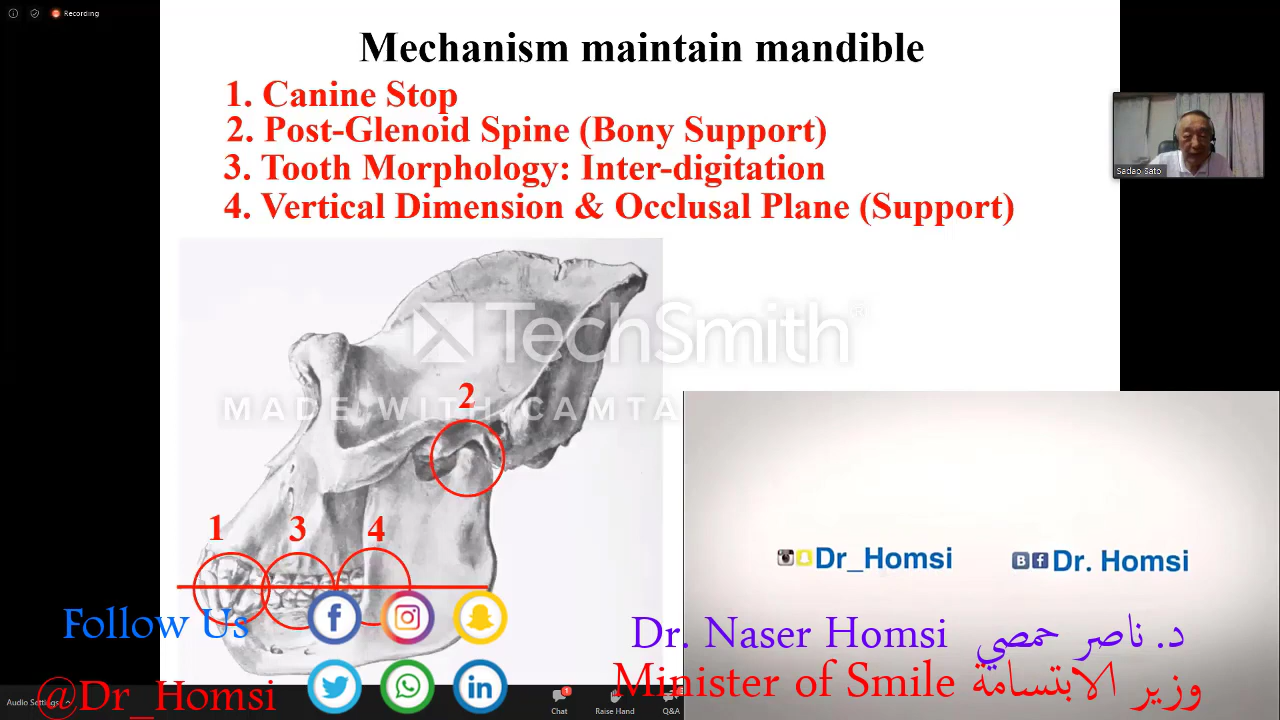 Recording
Mechanism maintain mandible
1. Canine Stop
2. Post-Glenoid Spine (Bony Support)
3. Tooth Morphology: Inter-digitation
4. Vertical Dimension & Occlusal Plane (Support)
Sadao Sato
TechSmith®
MADE WITH CAMTA
2
1
3
4
Dr_Homsi
Dr. Homsi
Follow Us
Dr. Naser Homsi د. ناصر حمصي
@Dr_Homsi
Minister of Smile وزير الابتسامة
Audio Settings
Chat
1
Raise Hand
Q&A